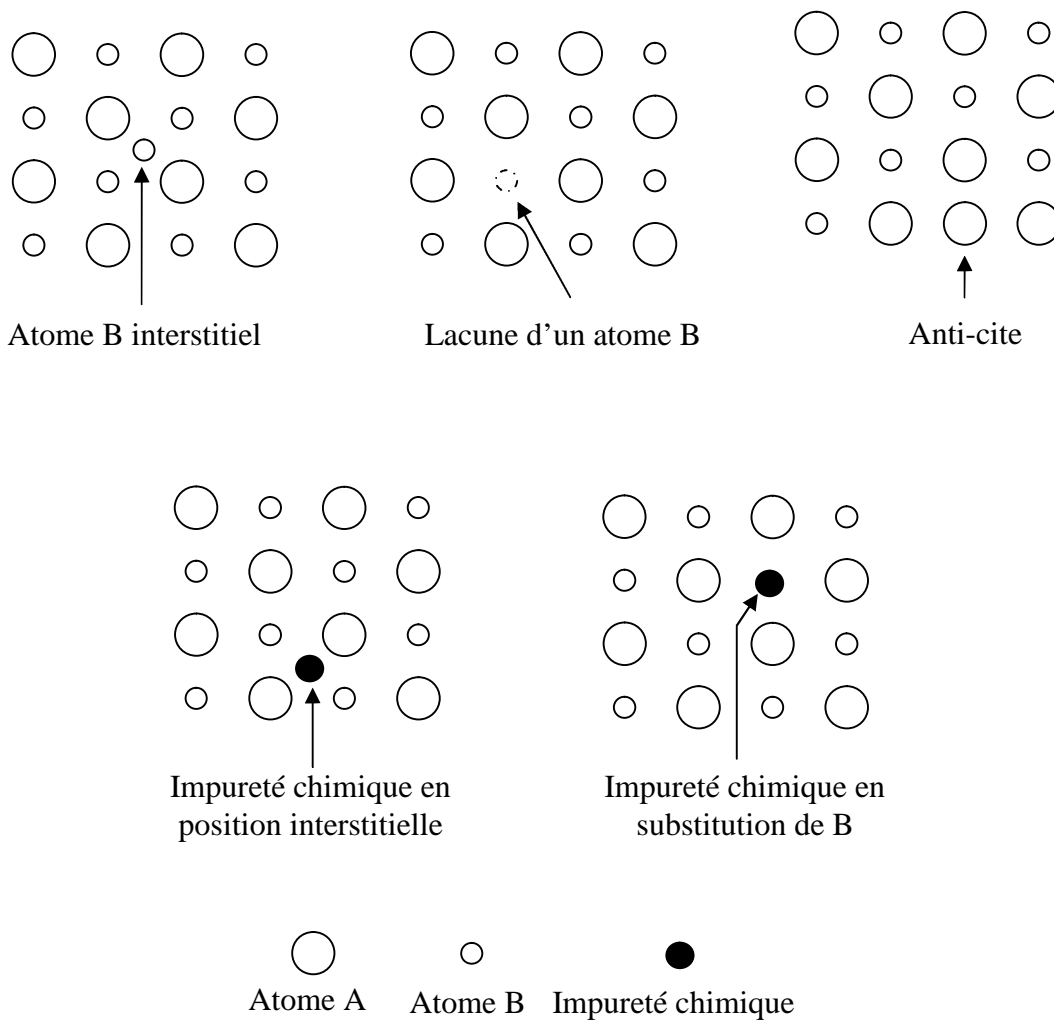 Atome B interstitiel
Lacune d’un atome B
Anti-cite
Impureté chimique en
position interstitielle
Impureté chimique en
substitution de B
Atome A
Atome B
Impureté chimique